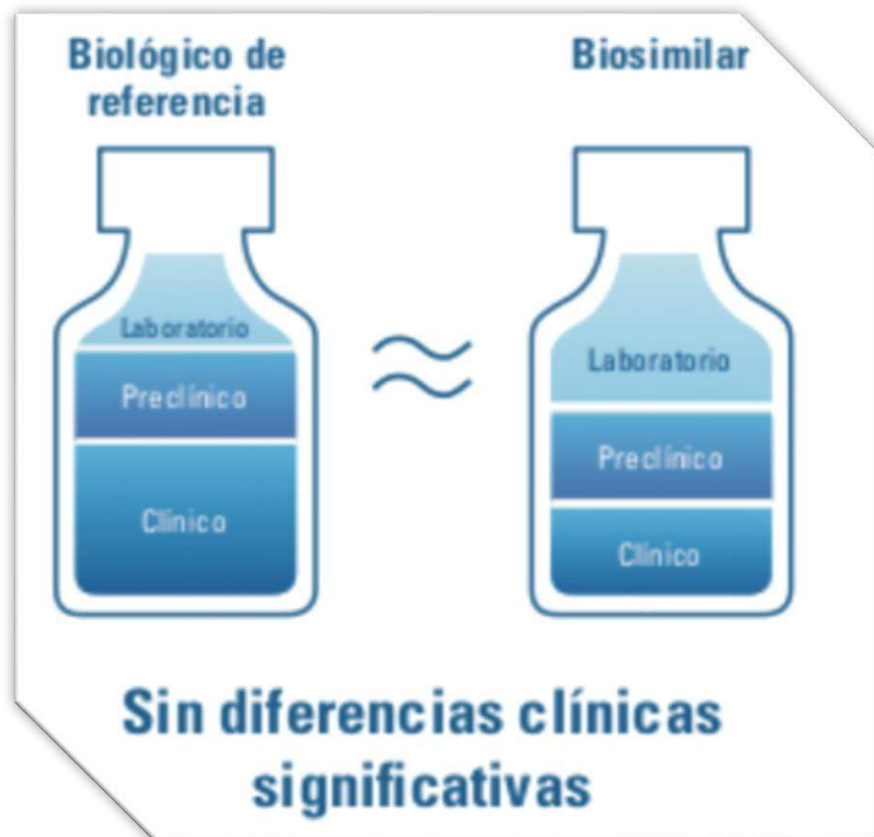 Biológico de
referencia
Biosimilar
Laboratorio
Preclínico
Clínico
Laboratorio
Preclínico
Clínico
Sin diferencias clínicas
significativas